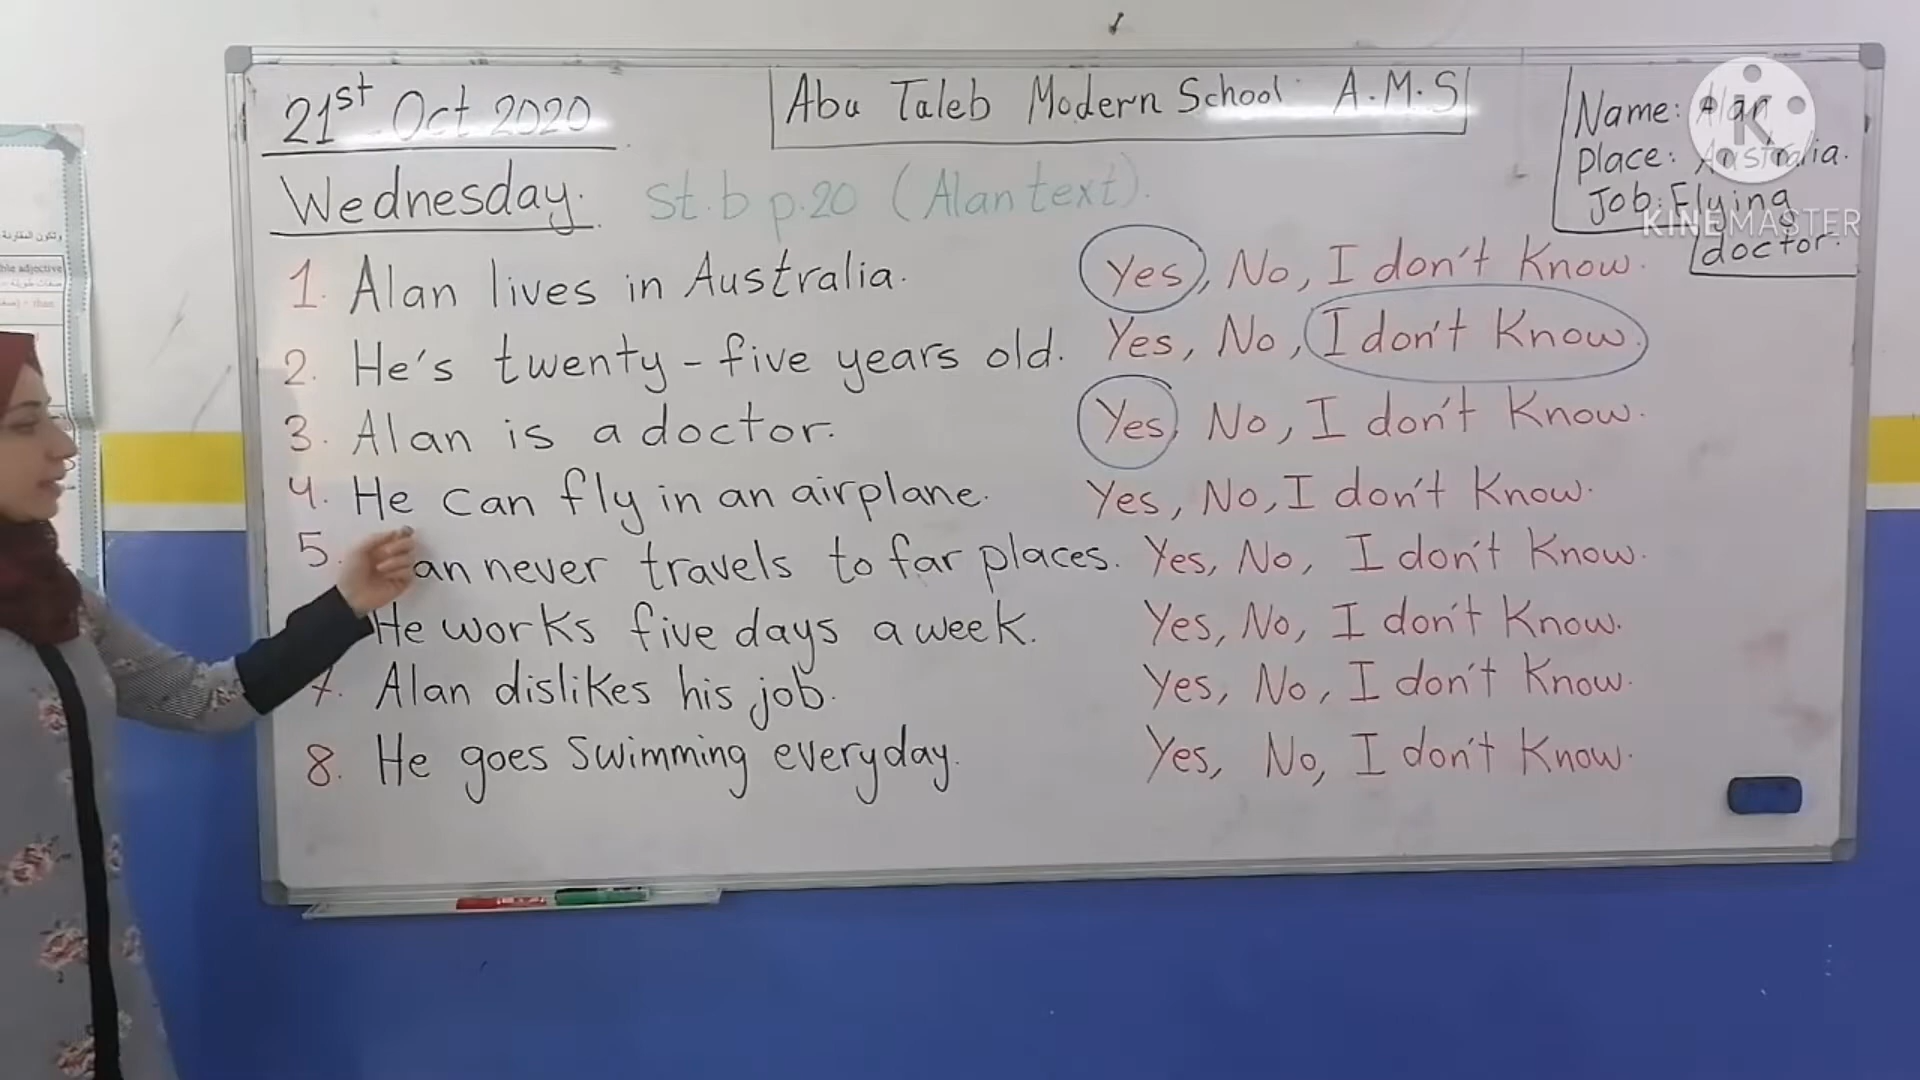 21st Oct 2020
Abu Taleb Modern School A.M.S
Name: Alan
Place: Australia.
Job: Flying
doctor.
KINEMASTER
Wednesday.
St.b p.20 (Alan text).
1. Alan lives in Australia. Yes, No, I don't Know.
2. He's twenty-five years old. Yes, No, I don't Know.
3. Alan is a doctor. Yes, No, I don't Know.
4. He can fly in an airplane. Yes, No, I don't Know.
5. an never travels to far places. Yes, No, I don't Know.
He works five days a week. Yes, No, I don't Know.
7. Alan dislikes his job. Yes, No, I don't Know.
8. He goes swimming everyday. Yes, No, I don't Know.
ble adjective
than